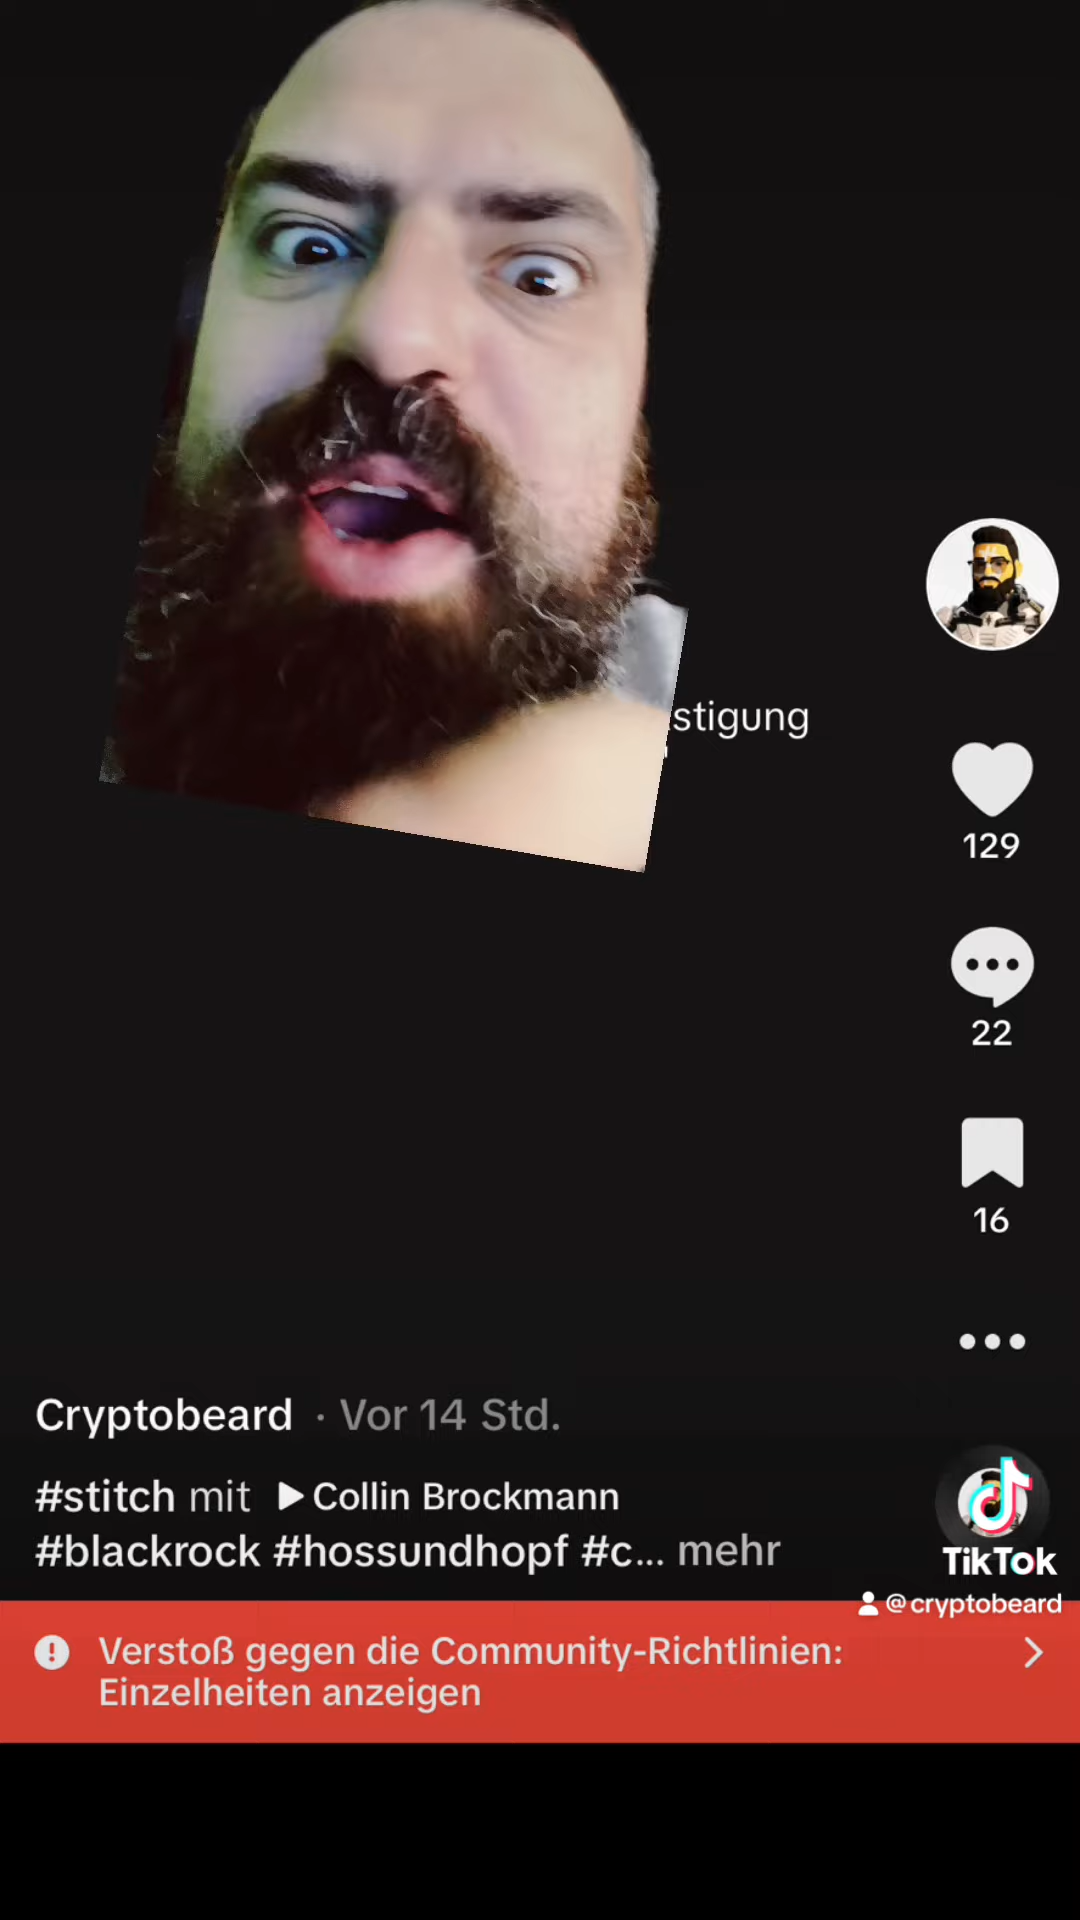 stigung
129
22
16
Cryptobeard · Vor 14 Std.
#stitch mit ▶ Collin Brockmann
#blackrock #hossundhopf #c... mehr
TikTok
@cryptobeard
Verstoß gegen die Community-Richtlinien:
Einzelheiten anzeigen